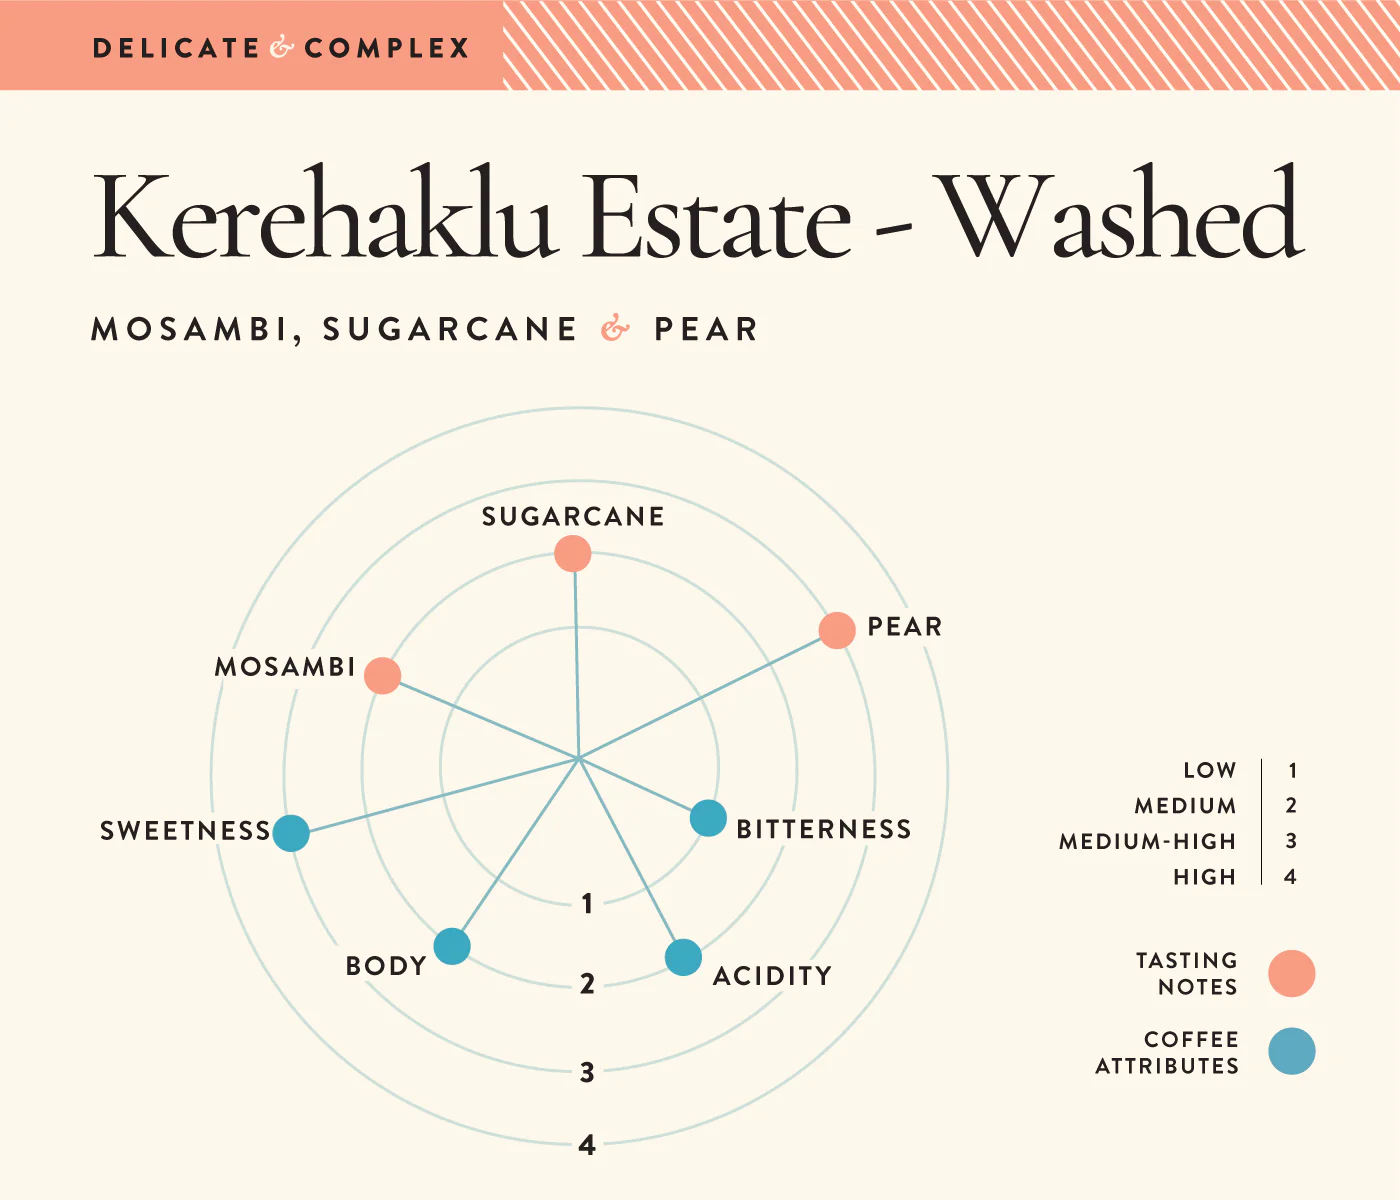 DELICATE & COMPLEX
Kerehaklu Estate - Washed
MOSAMBI, SUGARCANE & PEAR
SUGARCANE
PEAR
MOSAMBI
SWEETNESS
BITTERNESS
BODY
ACIDITY
1
2
3
4
LOW 1
MEDIUM 2
MEDIUM-HIGH 3
HIGH 4
TASTING
NOTES
COFFEE
ATTRIBUTES